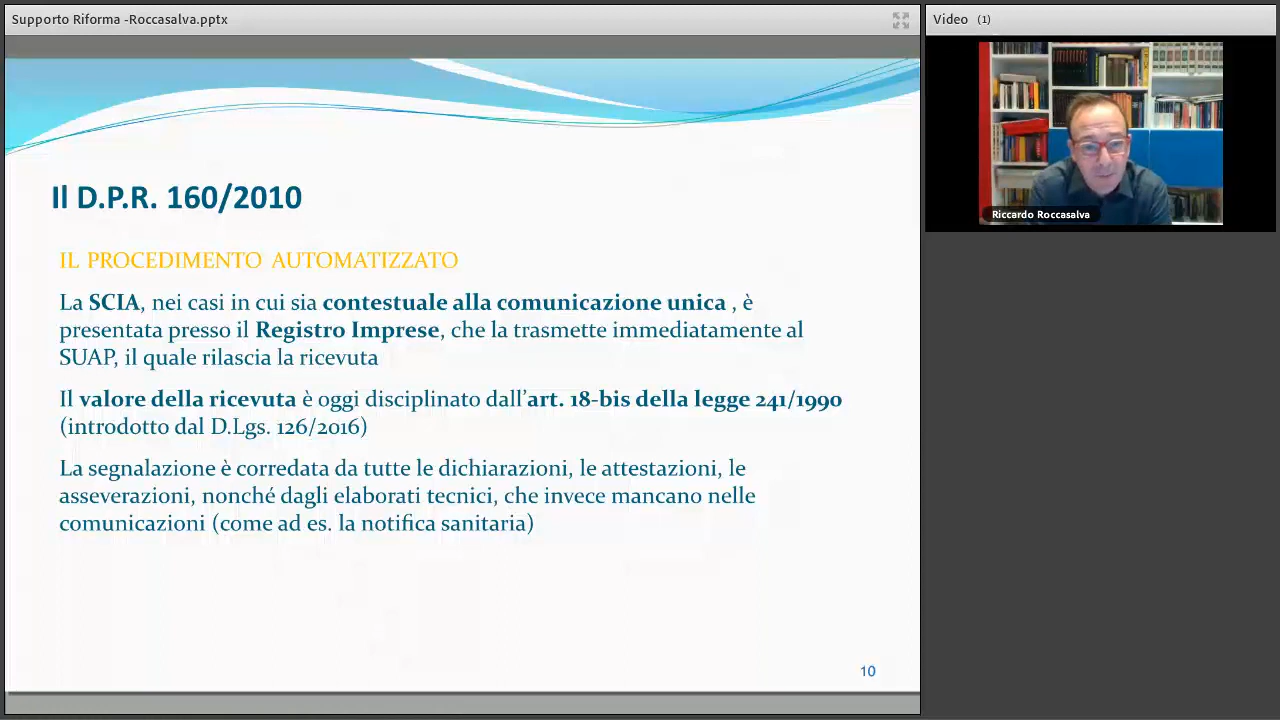 Supporto Riforma -Roccasalva.pptx
Video (1)
Riccardo Roccasalva
Il D.P.R. 160/2010
IL PROCEDIMENTO AUTOMATIZZATO
La SCIA, nei casi in cui sia contestuale alla comunicazione unica , è
presentata presso il Registro Imprese, che la trasmette immediatamente al
SUAP, il quale rilascia la ricevuta
Il valore della ricevuta è oggi disciplinato dall’art. 18-bis della legge 241/1990
(introdotto dal D.Lgs. 126/2016)
La segnalazione è corredata da tutte le dichiarazioni, le attestazioni, le
asseverazioni, nonché dagli elaborati tecnici, che invece mancano nelle
comunicazioni (come ad es. la notifica sanitaria)
10